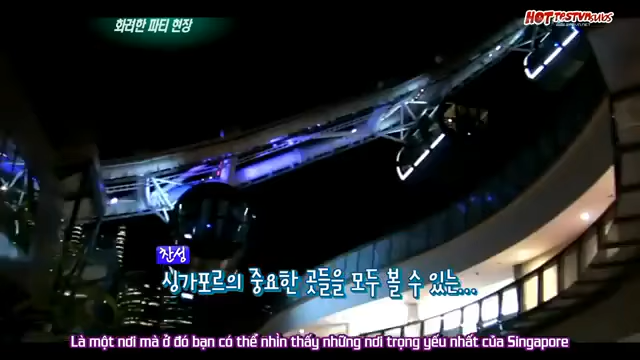 화려한 파티 현장
HOTTESTVNSUBS
찬성
싱가포르의 중요한 곳들을 모두 볼 수 있는...
Là một nơi mà ở đó bạn có thể nhìn thấy những nơi trọng yếu nhất của Singapore